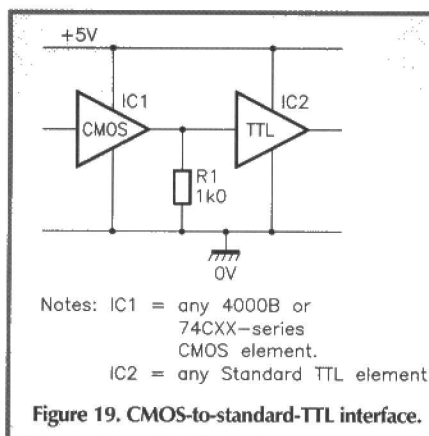 +5V
IC1
IC2
CMOS
TTL
R1
1k0
0V
Notes: IC1 = any 4000B or
74CXX-series
CMOS element.
IC2 = any Standard TTL element
Figure 19. CMOS-to-standard-TTL interface.